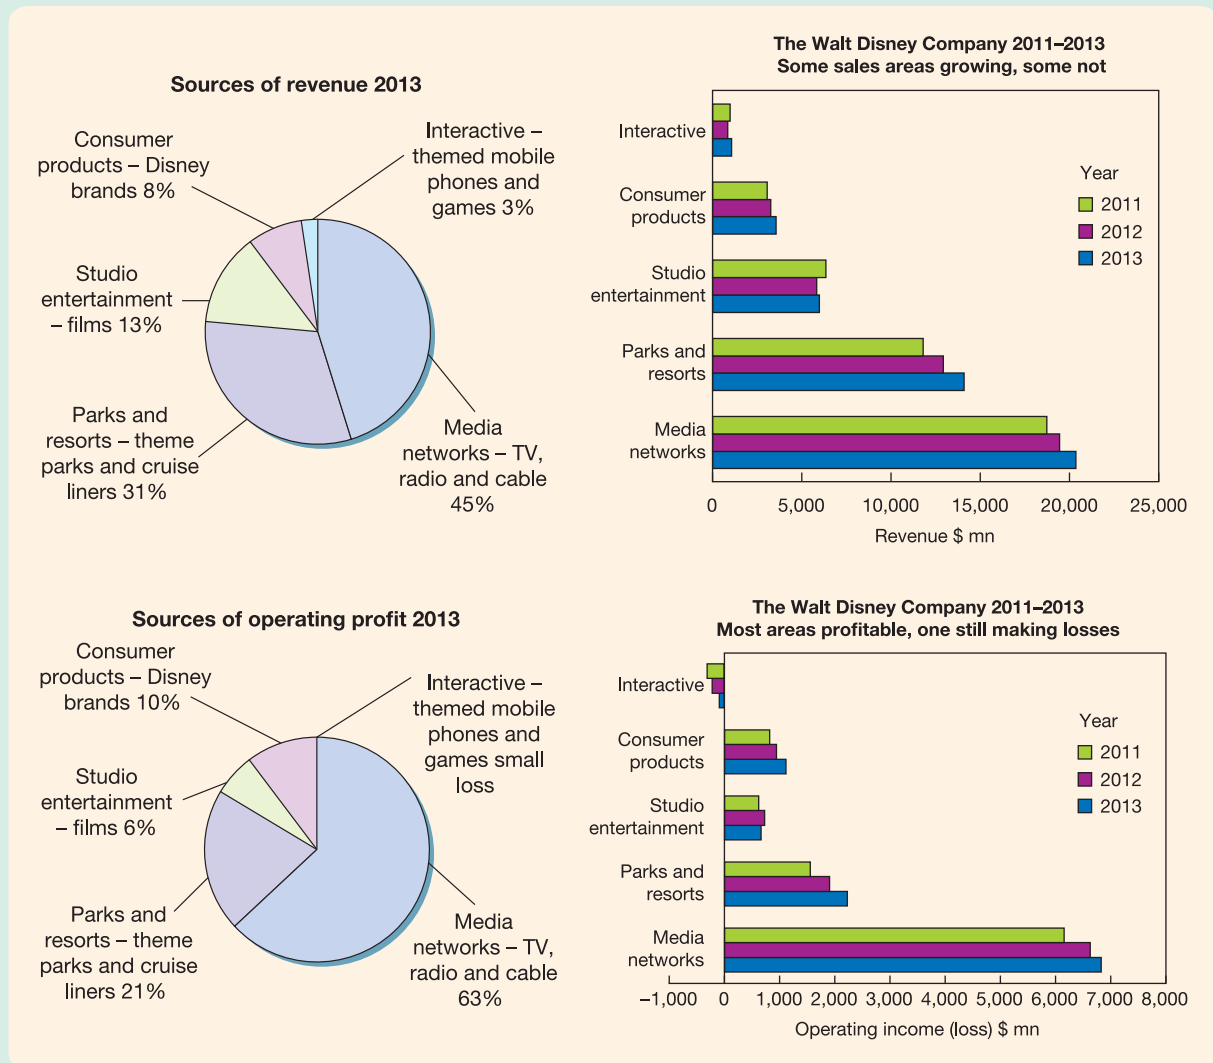 Sources of revenue 2013
Consumer
products – Disney
brands 8%
Interactive –
themed mobile
phones and
games 3%
Studio
entertainment
– films 13%
Parks and
resorts – theme
parks and cruise
liners 31%
Media
networks – TV,
radio and cable
45%
The Walt Disney Company 2011–2013
Some sales areas growing, some not
Interactive
Consumer
products
Studio
entertainment
Parks and
resorts
Media
networks
Year
2011
2012
2013
0 5,000 10,000 15,000 20,000 25,000
Revenue $ mn
Sources of operating profit 2013
Consumer
products – Disney
brands 10%
Interactive –
themed mobile
phones and
games small
loss
Studio
entertainment
– films 6%
Parks and
resorts – theme
parks and cruise
liners 21%
Media
networks – TV,
radio and cable
63%
The Walt Disney Company 2011–2013
Most areas profitable, one still making losses
Interactive
Consumer
products
Studio
entertainment
Parks and
resorts
Media
networks
Year
2011
2012
2013
–1,000 0 1,000 2,000 3,000 4,000 5,000 6,000 7,000 8,000
Operating income (loss) $ mn